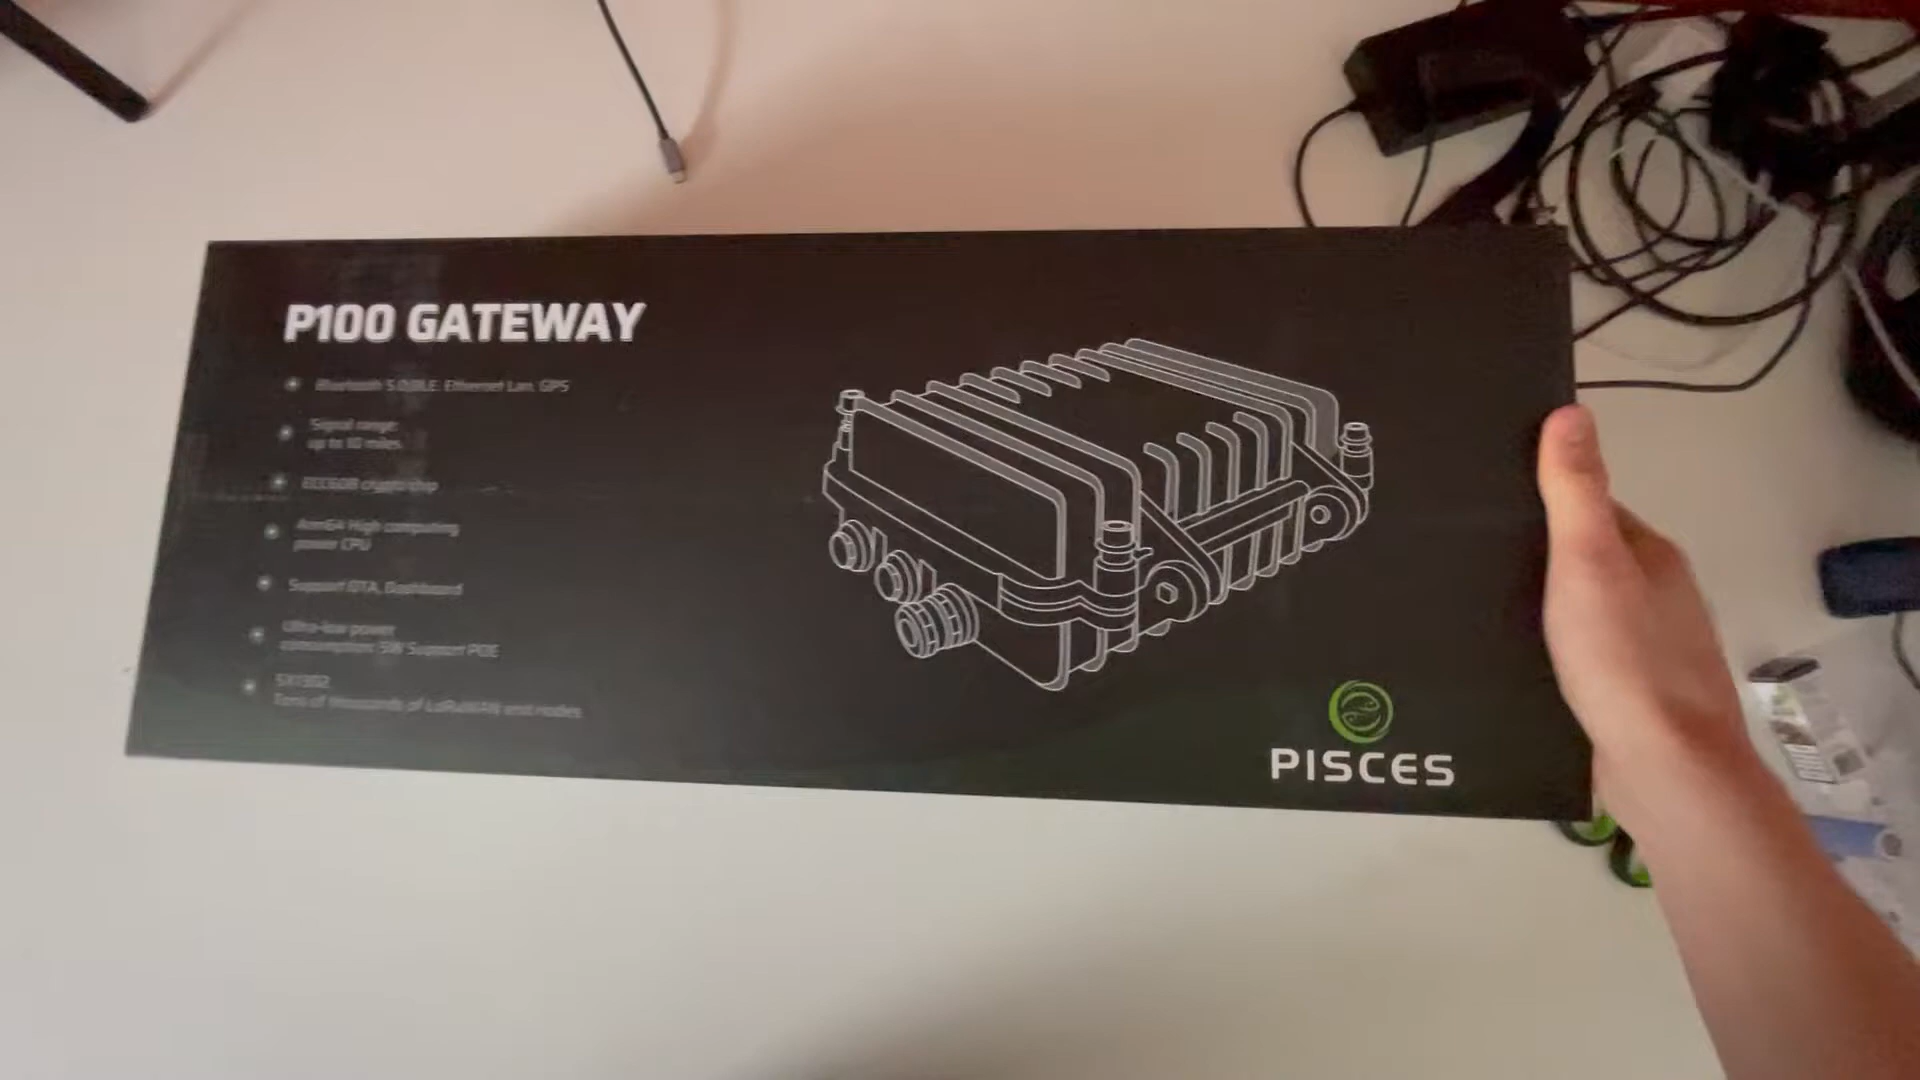 P100 GATEWAY
Bluetooth 5.0/BLE, Ethernet Lan, GPS
Signal range:
up to 10 miles
ECC608 crypto chip
Arm64 High computing
power CPU
Support OTA, Dashboard
Ultra-low power
consumption: 5W Support POE
SX1302
Tens of thousands of LoRaWAN end nodes
PISCES